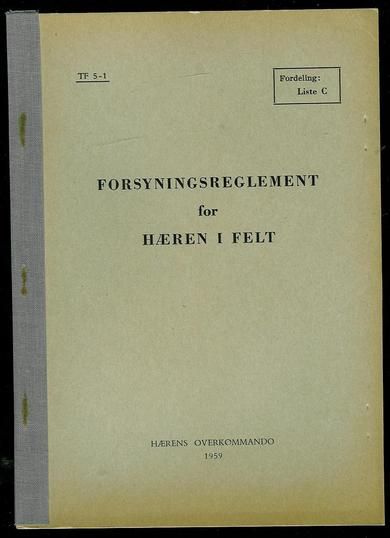 TF 5-1
Fordeling:
Liste C
FORSYNINGSREGLEMENT
for
HÆREN I FELT
HÆRENS OVERKOMMANDO
1959